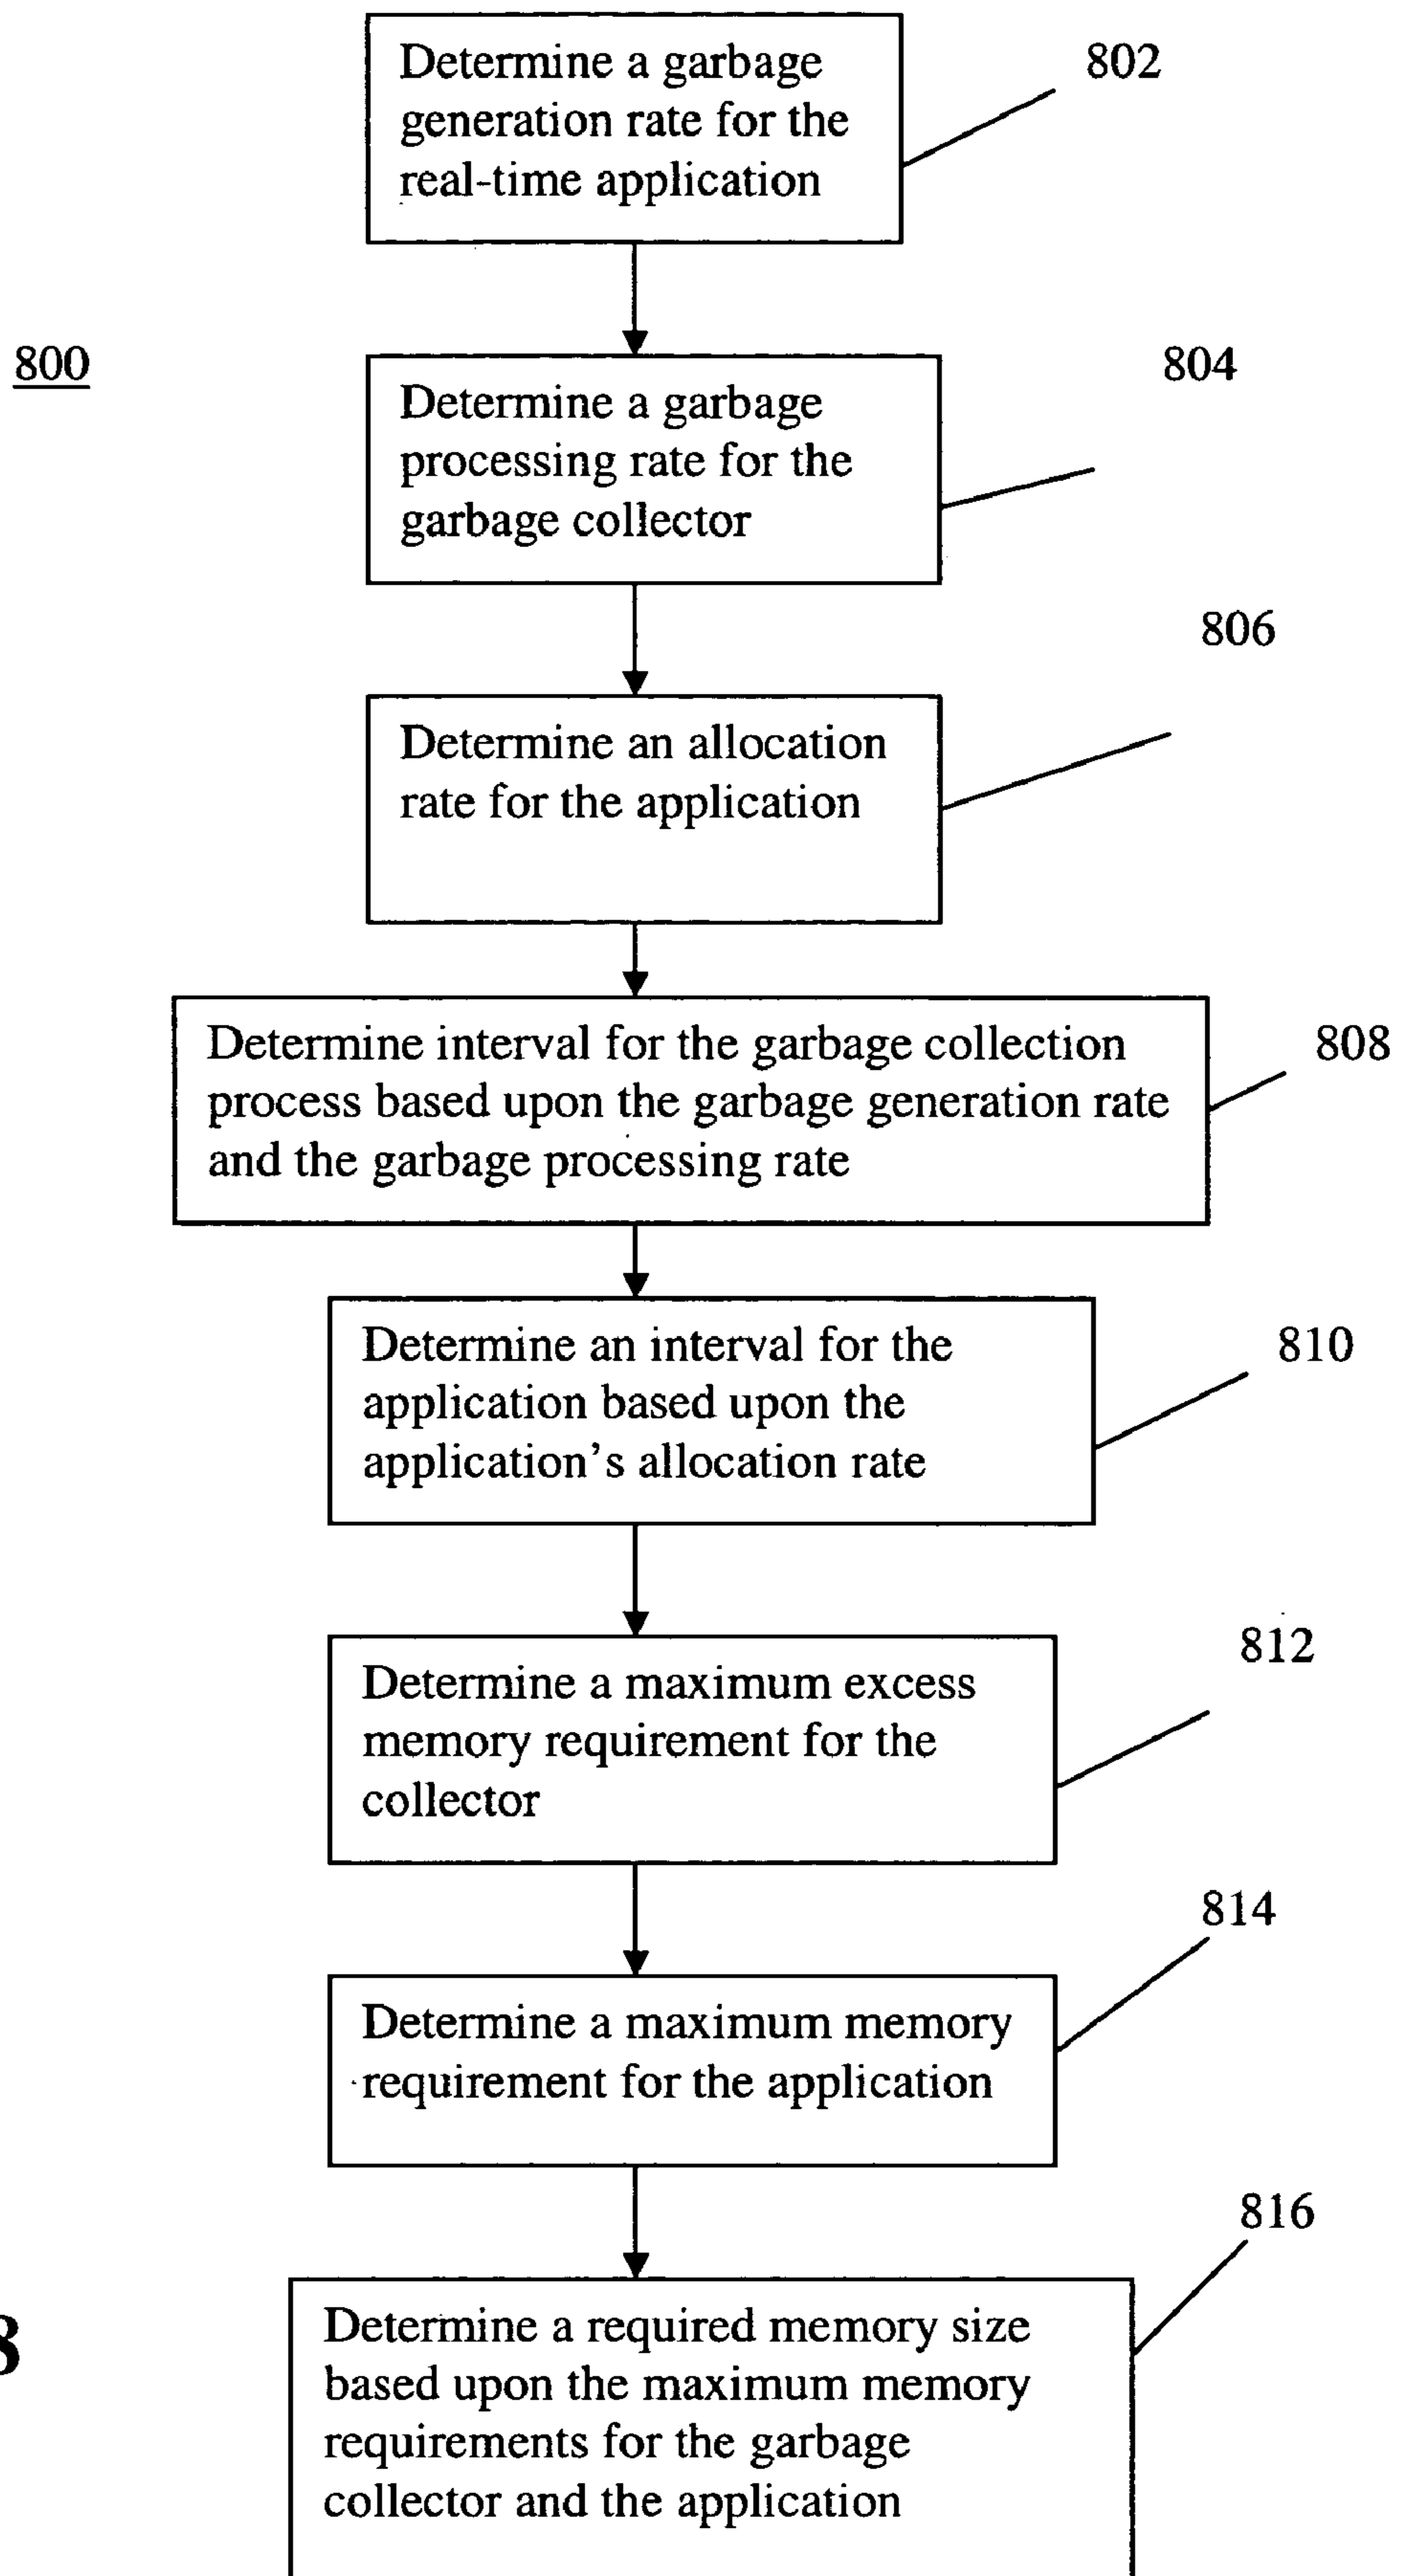 Determine a garbage
generation rate for the
real-time application
802
800
Determine a garbage
processing rate for the
garbage collector
804
806
Determine an allocation
rate for the application
Determine interval for the garbage collection
process based upon the garbage generation rate
and the garbage processing rate
808
Determine an interval for the
application based upon the
application's allocation rate
810
812
Determine a maximum excess
memory requirement for the
collector
814
Determine a maximum memory
requirement for the application
816
8
Determine a required memory size
based upon the maximum memory
requirements for the garbage
collector and the application